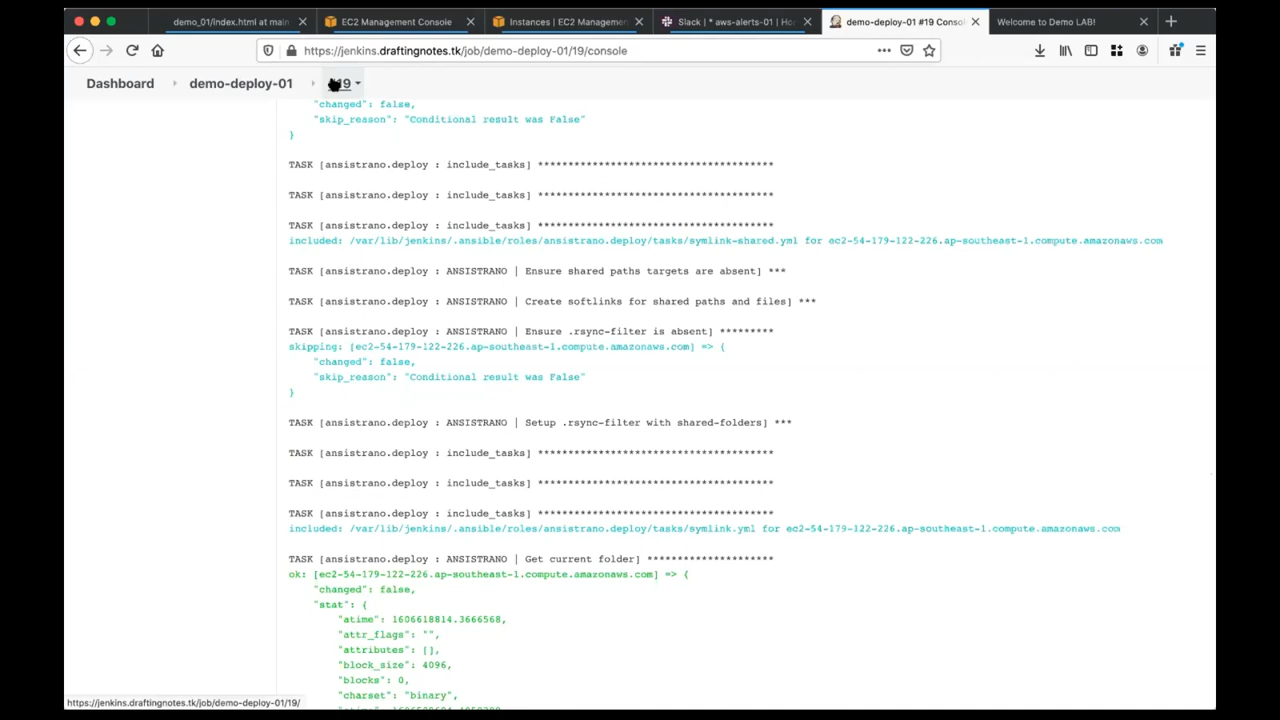 demo_01/index.html at main
EC2 Management Console
Instances | EC2 Managemen
Slack | * aws-alerts-01 | Ho
demo-deploy-01 #19 Consol
Welcome to Demo LAB!
https://jenkins.draftingnotes.tk/job/demo-deploy-01/19/console
Dashboard
demo-deploy-01
"changed": false,
"skip_reason": "Conditional result was False"
}
TASK [ansistrano.deploy : include_tasks] ***************************************
TASK [ansistrano.deploy : include_tasks] ***************************************
TASK [ansistrano.deploy : include_tasks] ***************************************
included: /var/lib/jenkins/.ansible/roles/ansistrano.deploy/tasks/symlink-shared.yml for ec2-54-179-122-226.ap-southeast-1.compute.amazonaws.com
TASK [ansistrano.deploy : ANSISTRANO | Ensure shared paths targets are absent] ***
TASK [ansistrano.deploy : ANSISTRANO | Create softlinks for shared paths and files] ***
TASK [ansistrano.deploy : ANSISTRANO | Ensure .rsync-filter is absent] *********
skipping: [ec2-54-179-122-226.ap-southeast-1.compute.amazonaws.com] => {
"changed": false,
"skip_reason": "Conditional result was False"
}
TASK [ansistrano.deploy : ANSISTRANO | Setup .rsync-filter with shared-folders] ***
TASK [ansistrano.deploy : include_tasks] ***************************************
TASK [ansistrano.deploy : include_tasks] ***************************************
TASK [ansistrano.deploy : include_tasks] ***************************************
included: /var/lib/jenkins/.ansible/roles/ansistrano.deploy/tasks/symlink.yml for ec2-54-179-122-226.ap-southeast-1.compute.amazonaws.com
TASK [ansistrano.deploy : ANSISTRANO | Get current folder] *********************
ok: [ec2-54-179-122-226.ap-southeast-1.compute.amazonaws.com] => {
"changed": false,
"stat": {
"atime": 1606618814.3666568,
"attr_flags": "",
"attributes": [],
"block_size": 4096,
"blocks": 0,
"charset": "binary",
https://jenkins.draftingnotes.tk/job/demo-deploy-01/19/